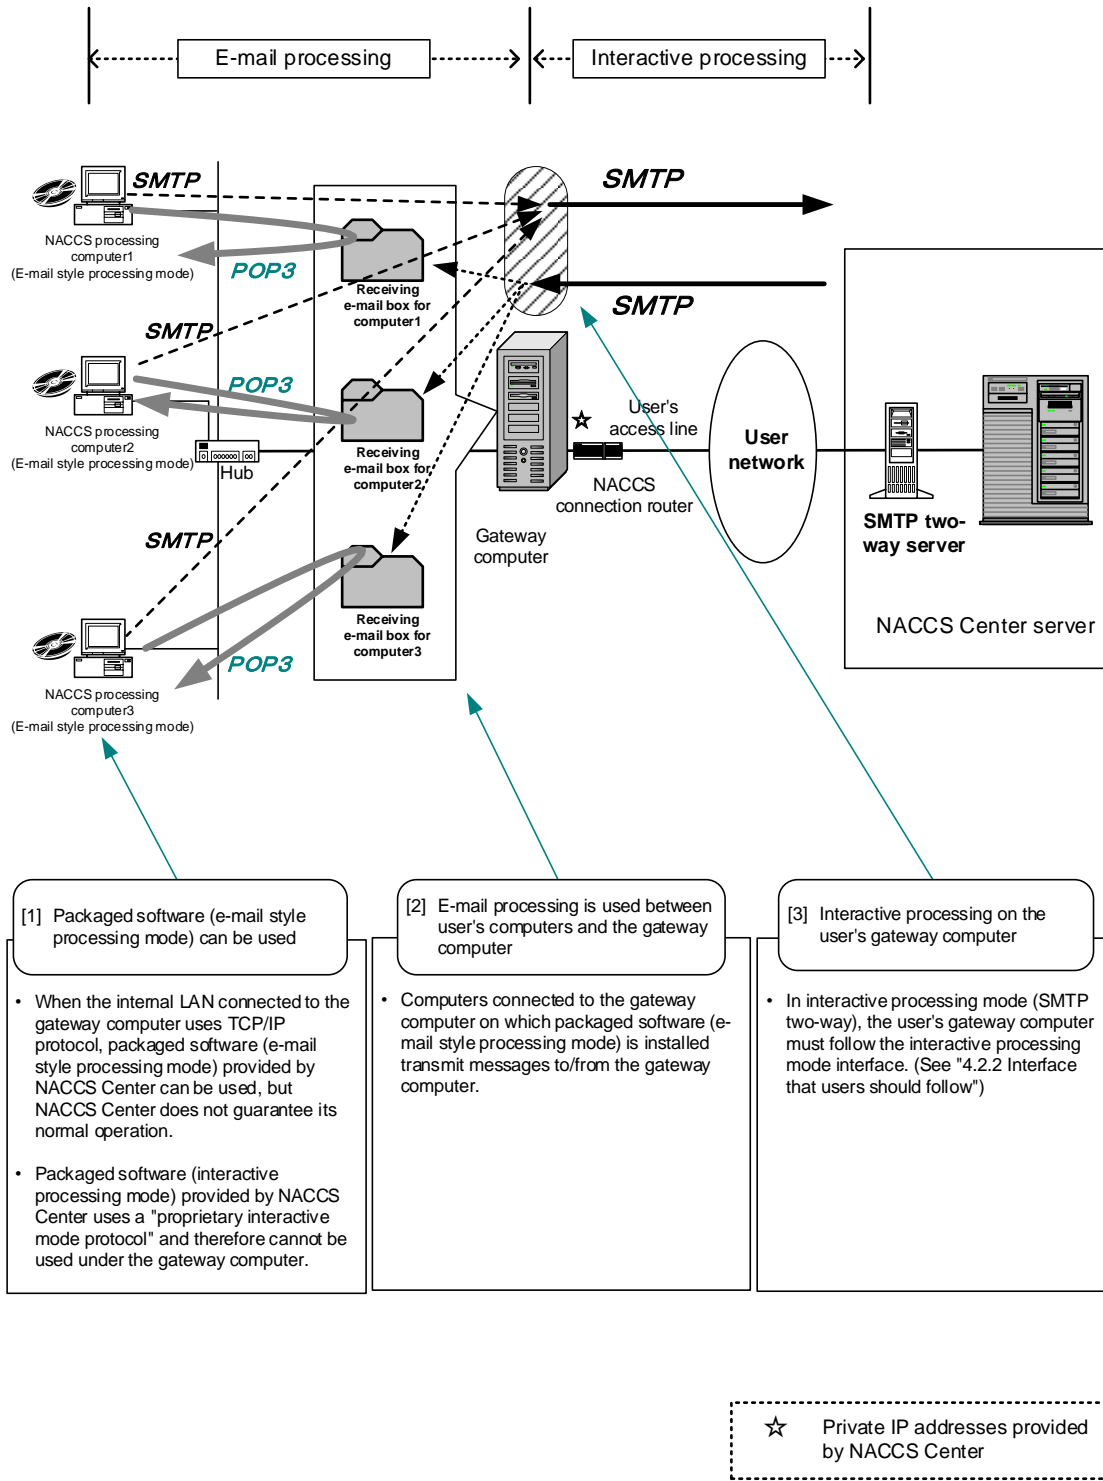 E-mail processing
Interactive processing
SMTP
SMTP
NACCS processing
computer1
(E-mail style processing mode)
POP3
Receiving
e-mail box for
computer1
SMTP
SMTP
POP3
NACCS processing
computer2
(E-mail style processing mode)
Hub
Receiving
e-mail box for
computer2
User's
access line
NACCS
connection router
User
network
Gateway
computer
SMTP two-
way server
NACCS Center server
SMTP
Receiving
e-mail box for
computer3
POP3
NACCS processing
computer3
(E-mail style processing mode)
[1] Packaged software (e-mail style
processing mode) can be used
• When the internal LAN connected to the
gateway computer uses TCP/IP
protocol, packaged software (e-mail
style processing mode) provided by
NACCS Center can be used, but
NACCS Center does not guarantee its
normal operation.
• Packaged software (interactive
processing mode) provided by NACCS
Center uses a "proprietary interactive
mode protocol" and therefore cannot be
used under the gateway computer.
[2] E-mail processing is used between
user's computers and the gateway
computer
• Computers connected to the gateway
computer on which packaged software (e-
mail style processing mode) is installed
transmit messages to/from the gateway
computer.
[3] Interactive processing on the
user's gateway computer
• In interactive processing mode (SMTP
two-way), the user's gateway computer
must follow the interactive processing
mode interface. (See "4.2.2 Interface
that users should follow")
☆ Private IP addresses provided
by NACCS Center